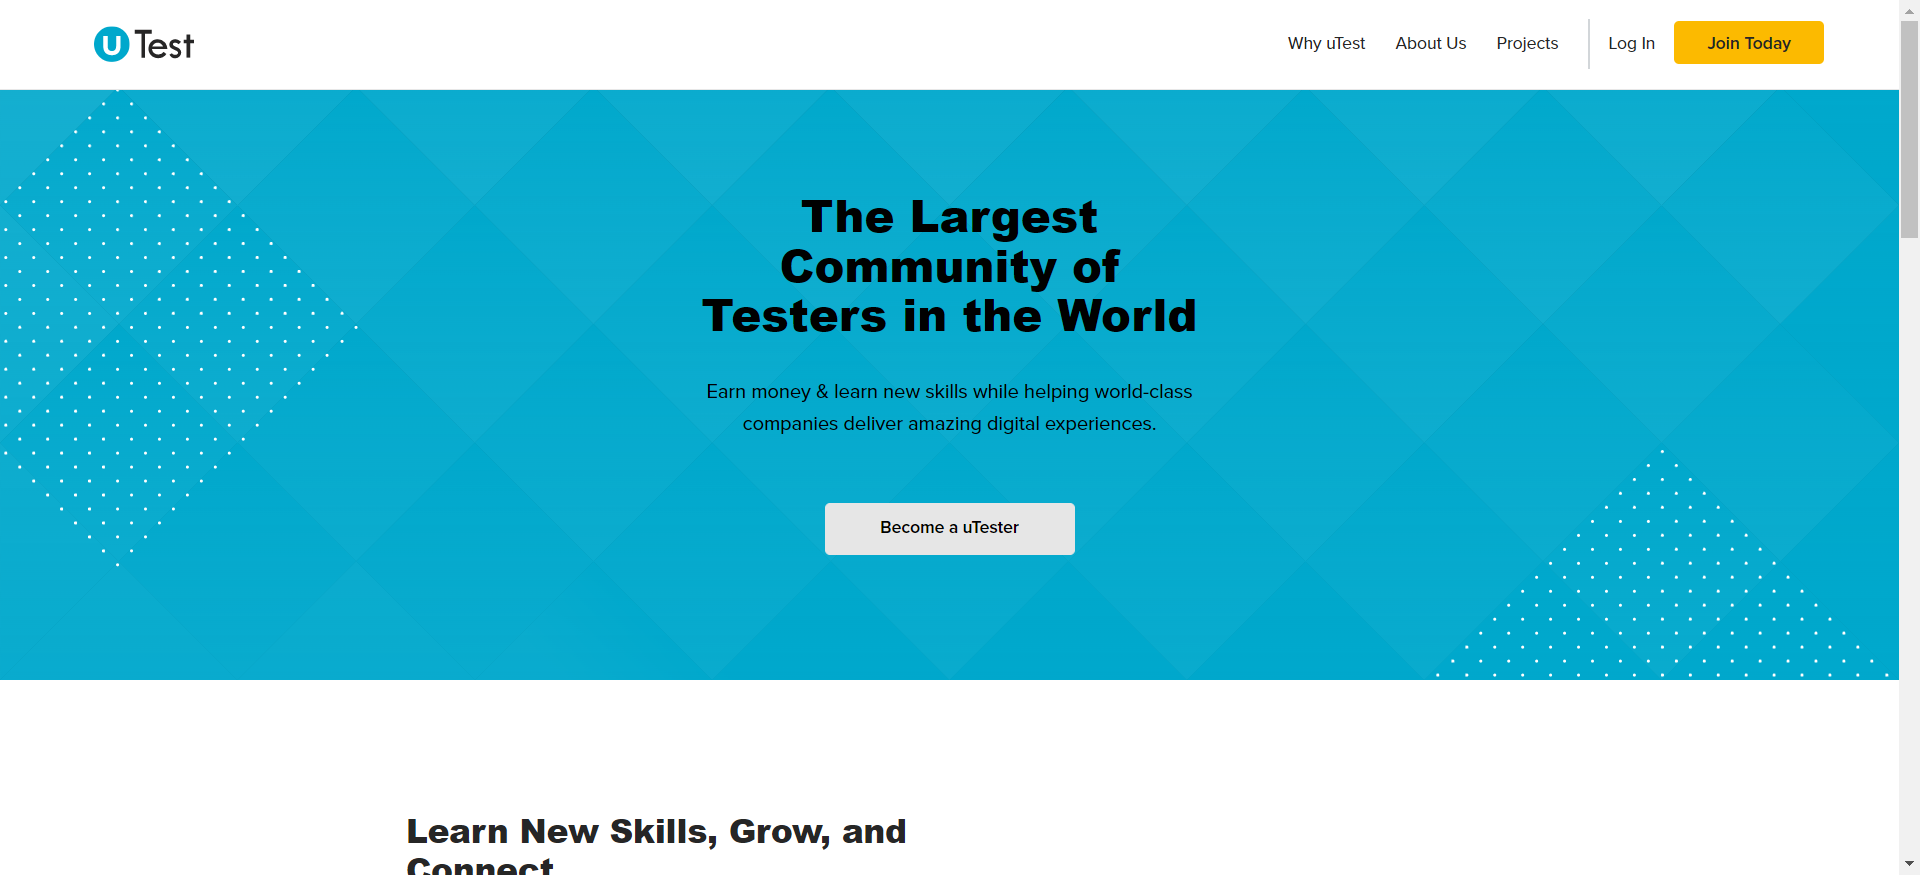 uTest
Why uTest
About Us
Projects
Log In
Join Today
The Largest
Community of
Testers in the World
Earn money & learn new skills while helping world-class
companies deliver amazing digital experiences.
Become a uTester
Learn New Skills, Grow, and
Connect